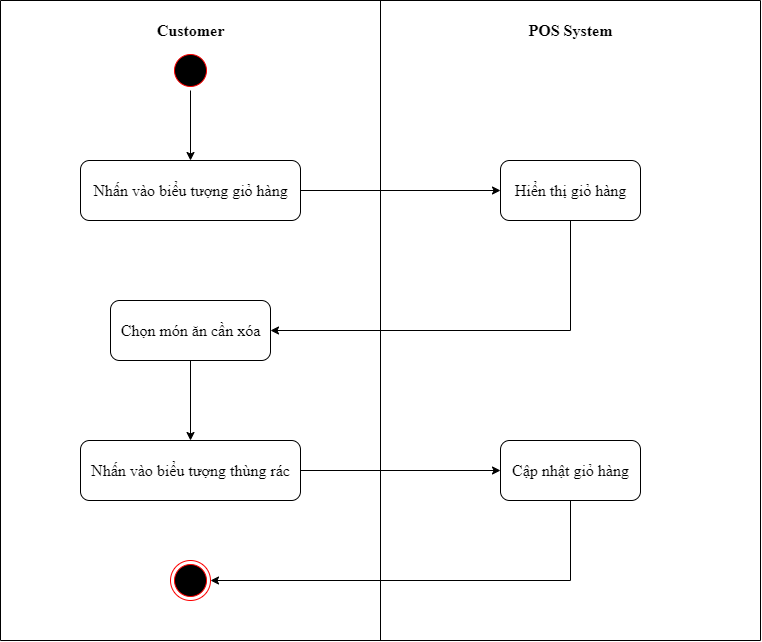 Customer
POS System
Nhấn vào biểu tượng giỏ hàng
Hiển thị giỏ hàng
Chọn món ăn cần xóa
Nhấn vào biểu tượng thùng rác
Cập nhật giỏ hàng